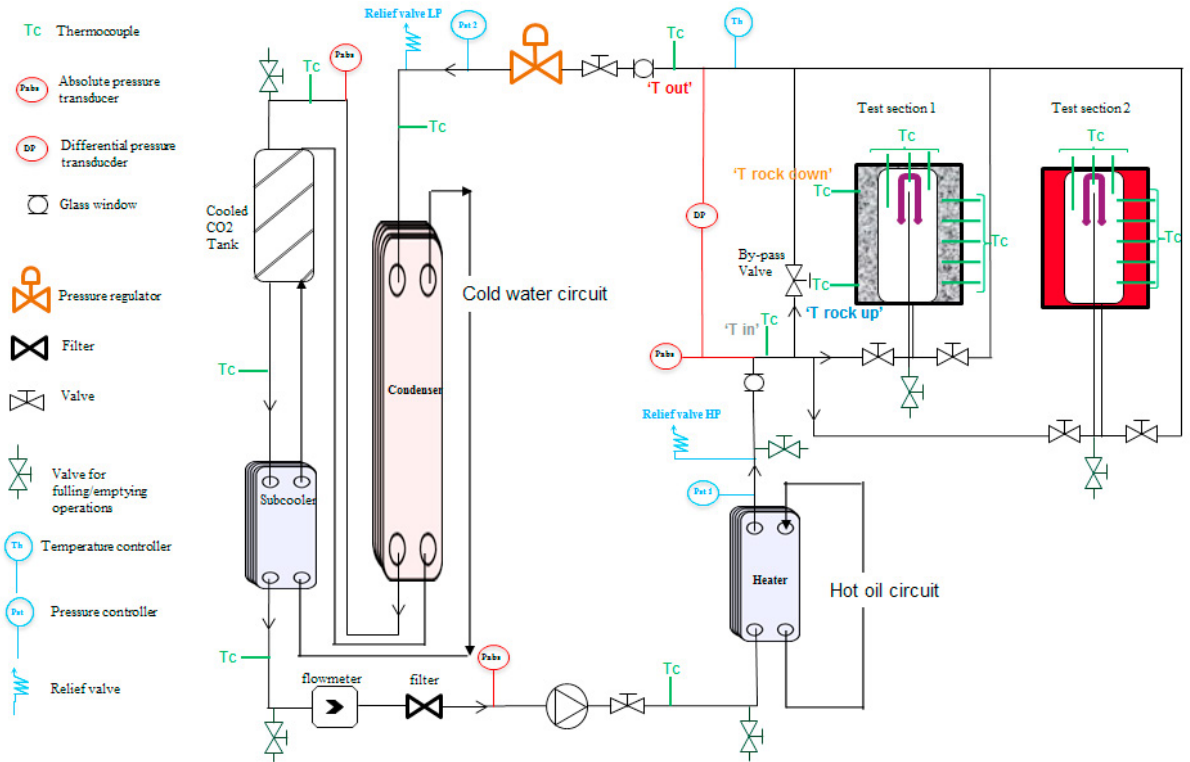 Tc
Thermocouple
Pabs
Absolute pressure
transducer
DP
Differential pressure
transducder
Glass window
Pressure regulator
Filter
Valve
Valve for
fulling/emptying
operations
Th
Temperature controller
Pst
Pressure controller
Relief valve
Relief valve LP
Pst 2
Th
Tc
Pabs
Tc
Tc
'T out'
Cooled
CO2
Tank
Test section 1
Test section 2
Tc
Tc
'T rock down'
Tc
DP
Tc
Tc
By-pass
Valve
Tc
'T rock up'
Cold water circuit
'T in'
Tc
Pabs
Tc
Condenser
Relief valve HP
Subcooler
Pst 1
Heater
Hot oil circuit
Tc
Pabs
Tc
flowmeter
filter